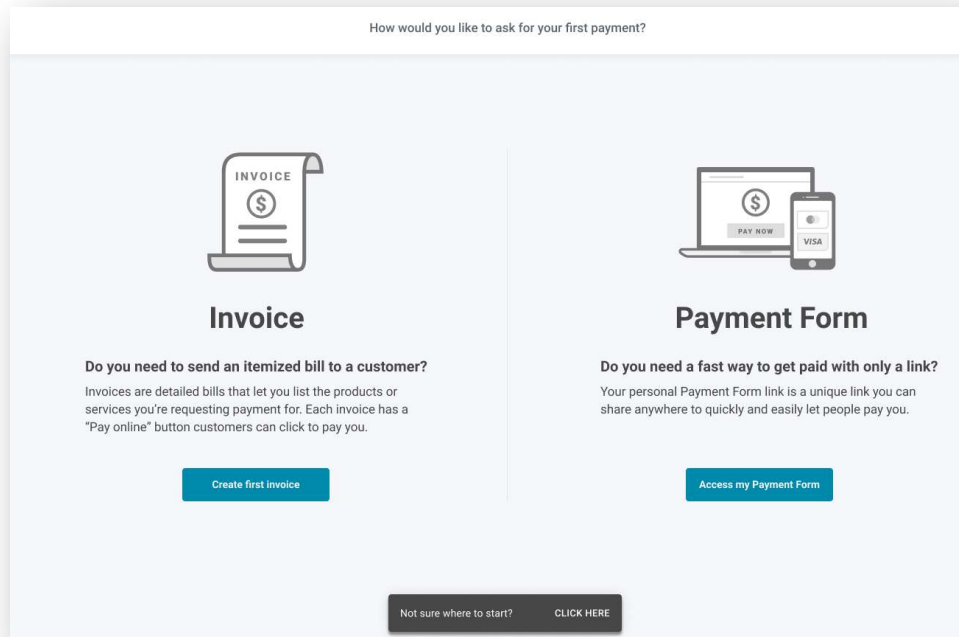 How would you like to ask for your first payment?
INVOICE
$
Invoice
Do you need to send an itemized bill to a customer?
Invoices are detailed bills that let you list the products or
services you’re requesting payment for. Each invoice has a
“Pay online” button customers can click to pay you.
Create first invoice
$
PAY NOW
VISA
Payment Form
Do you need a fast way to get paid with only a link?
Your personal Payment Form link is a unique link you can
share anywhere to quickly and easily let people pay you.
Access my Payment Form
Not sure where to start? CLICK HERE